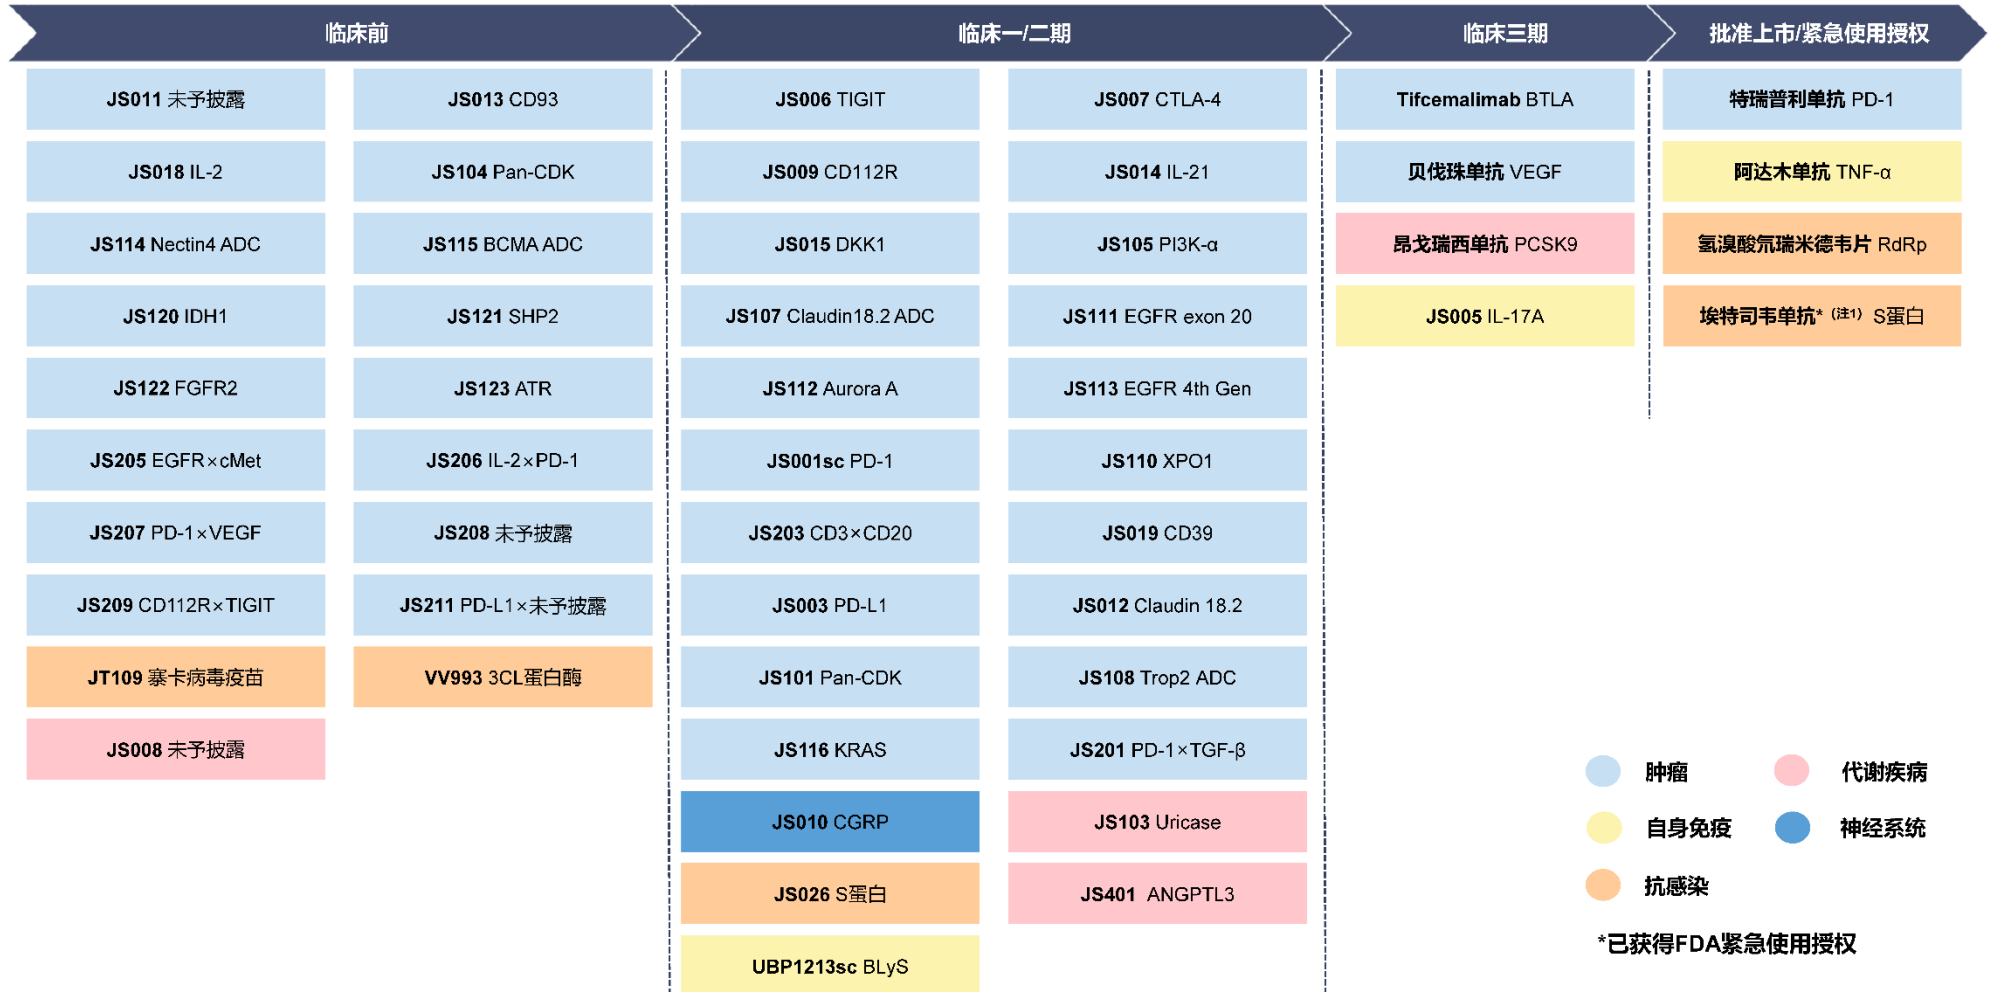 临床前
临床一/二期
临床三期
批准上市/紧急使用授权
JS011 未予披露
JS013 CD93
JS006 TIGIT
JS007 CTLA-4
Tifcemalimab BTLA
特瑞普利单抗 PD-1
JS018 IL-2
JS104 Pan-CDK
JS009 CD112R
JS014 IL-21
贝伐珠单抗 VEGF
阿达木单抗 TNF-α
JS114 Nectin4 ADC
JS115 BCMA ADC
JS015 DKK1
JS105 PI3K-α
昂戈瑞西单抗 PCSK9
氢溴酸氘瑞米德韦片 RdRp
JS120 IDH1
JS121 SHP2
JS107 Claudin18.2 ADC
JS111 EGFR exon 20
JS005 IL-17A
埃特司韦单抗* (注1) S蛋白
JS122 FGFR2
JS123 ATR
JS112 Aurora A
JS113 EGFR 4th Gen
JS205 EGFR×cMet
JS206 IL-2×PD-1
JS001sc PD-1
JS110 XPO1
JS207 PD-1×VEGF
JS208 未予披露
JS203 CD3×CD20
JS019 CD39
JS209 CD112R×TIGIT
JS211 PD-L1×未予披露
JS003 PD-L1
JS012 Claudin 18.2
JT109 寨卡病毒疫苗
VV993 3CL蛋白酶
JS101 Pan-CDK
JS108 Trop2 ADC
JS008 未予披露
JS116 KRAS
JS201 PD-1×TGF-β
JS010 CGRP
JS103 Uricase
JS026 S蛋白
JS401 ANGPTL3
UBP1213sc BLyS
肿瘤
代谢疾病
自身免疫
神经系统
抗感染
*已获得FDA紧急使用授权